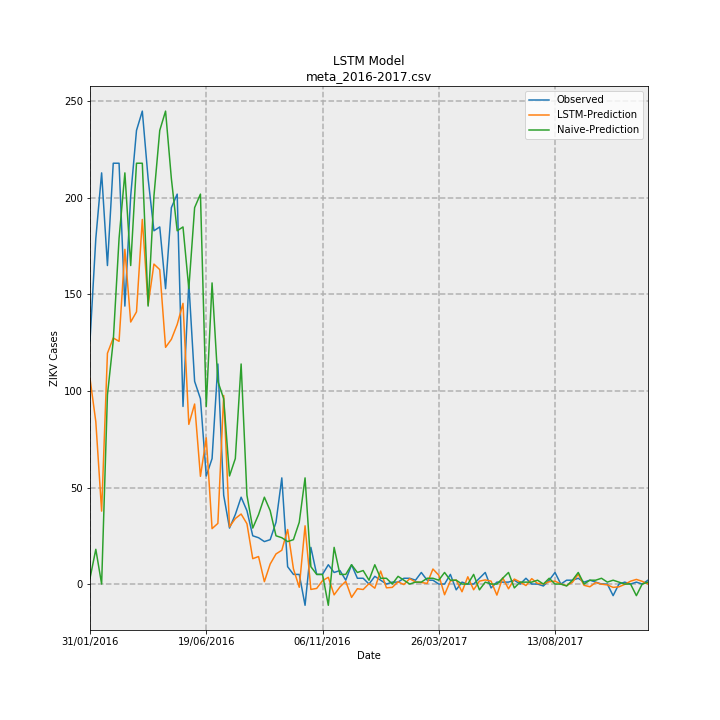 LSTM Model
meta_2016-2017.csv
Observed
LSTM-Prediction
Naive-Prediction
250
200
150
100
50
0
ZIKV Cases
31/01/2016
19/06/2016
06/11/2016
26/03/2017
13/08/2017
Date